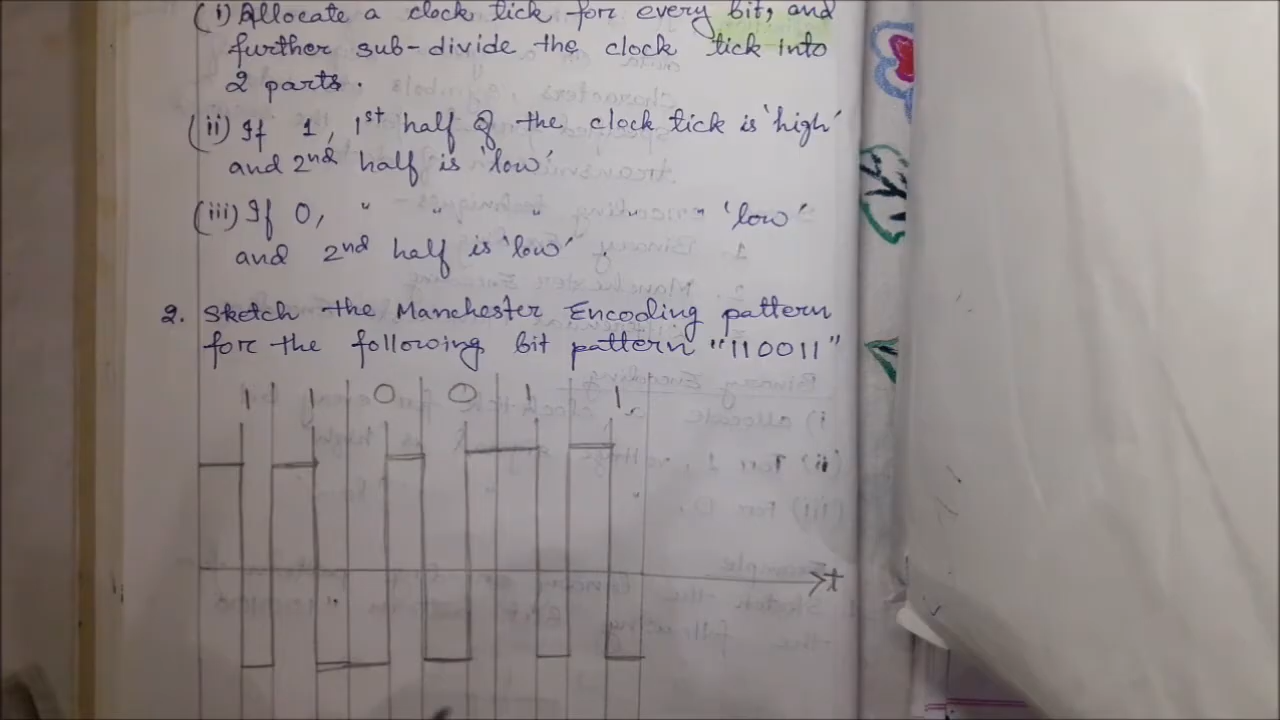 (i) Allocate a clock tick for every bit, and
further sub-divide the clock tick into
2 parts.
(ii) If 1, 1st half of the clock tick is 'high'
and 2nd half is 'low'
(iii) If 0, " " " " 'low'
and 2nd half is 'low'.
2. Sketch the Manchester Encoding pattern
for the following bit pattern "110011"
1 1 0 0 1 1
t